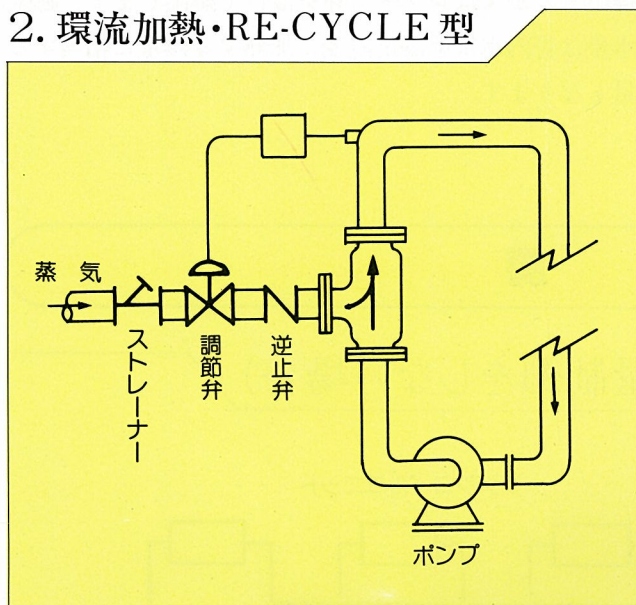 2. 環流加熱・RE-CYCLE 型
蒸 気
ストレーナー
調節弁
逆止弁
ポンプ